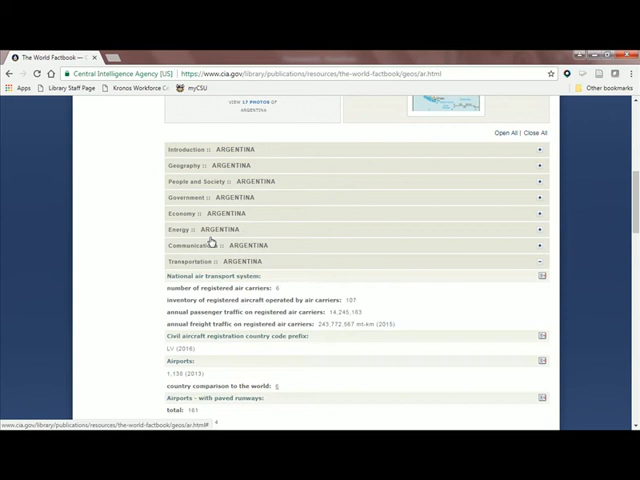 The World Factbook —
Central Intelligence Agency [US]
https://www.cia.gov/library/publications/resources/the-world-factbook/geos/ar.html
Apps
Library Staff Page
Kronos Workforce
myCSU
Other bookmarks
VIEW 17 PHOTOS OF
ARGENTINA
Open All | Close All
Introduction :: ARGENTINA
Geography :: ARGENTINA
People and Society :: ARGENTINA
Government :: ARGENTINA
Economy :: ARGENTINA
Energy :: ARGENTINA
Communications :: ARGENTINA
Transportation :: ARGENTINA
National air transport system:
number of registered air carriers: 6
inventory of registered aircraft operated by air carriers: 107
annual passenger traffic on registered air carriers: 14,245,183
annual freight traffic on registered air carriers: 243,772,567 mt-km (2015)
Civil aircraft registration country code prefix:
LV (2016)
Airports:
1,138 (2013)
country comparison to the world: 6
Airports - with paved runways:
total: 161
www.cia.gov/library/publications/resources/the-world-factbook/geos/ar.html#
4